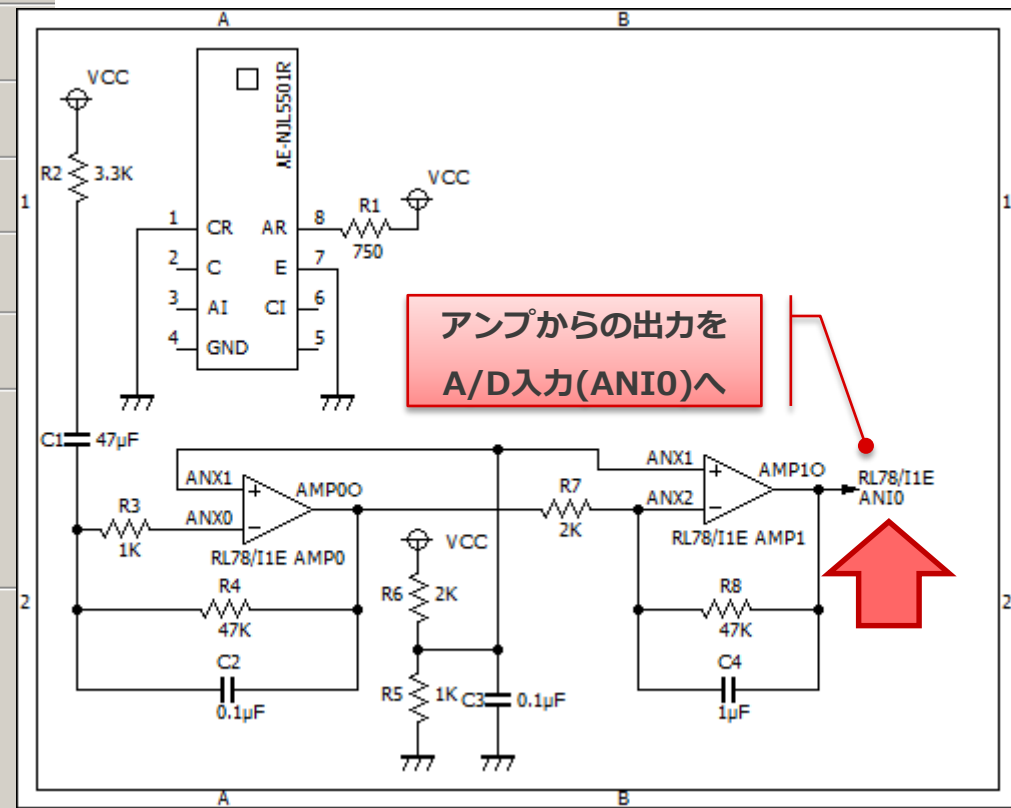 A
B
VCC
R2
3.3K
1
ÆE-NJL5501R
1
CR
AR
8
2
C
E
7
3
AI
CI
6
4
GND
5
R1
750
VCC
1
アンプからの出力を
A/D入力(ANI0)へ
C1
47μF
ANX1
+
AMP0O
R3
1K
ANX0
−
RL78/I1E AMP0
R4
47K
C2
0.1μF
VCC
R6
2K
R5
1K
C3
0.1μF
R7
2K
ANX1
+
AMP1O
ANX2
−
RL78/I1E AMP1
RL78/I1E
ANI0
R8
47K
C4
1μF
2
2
A
B